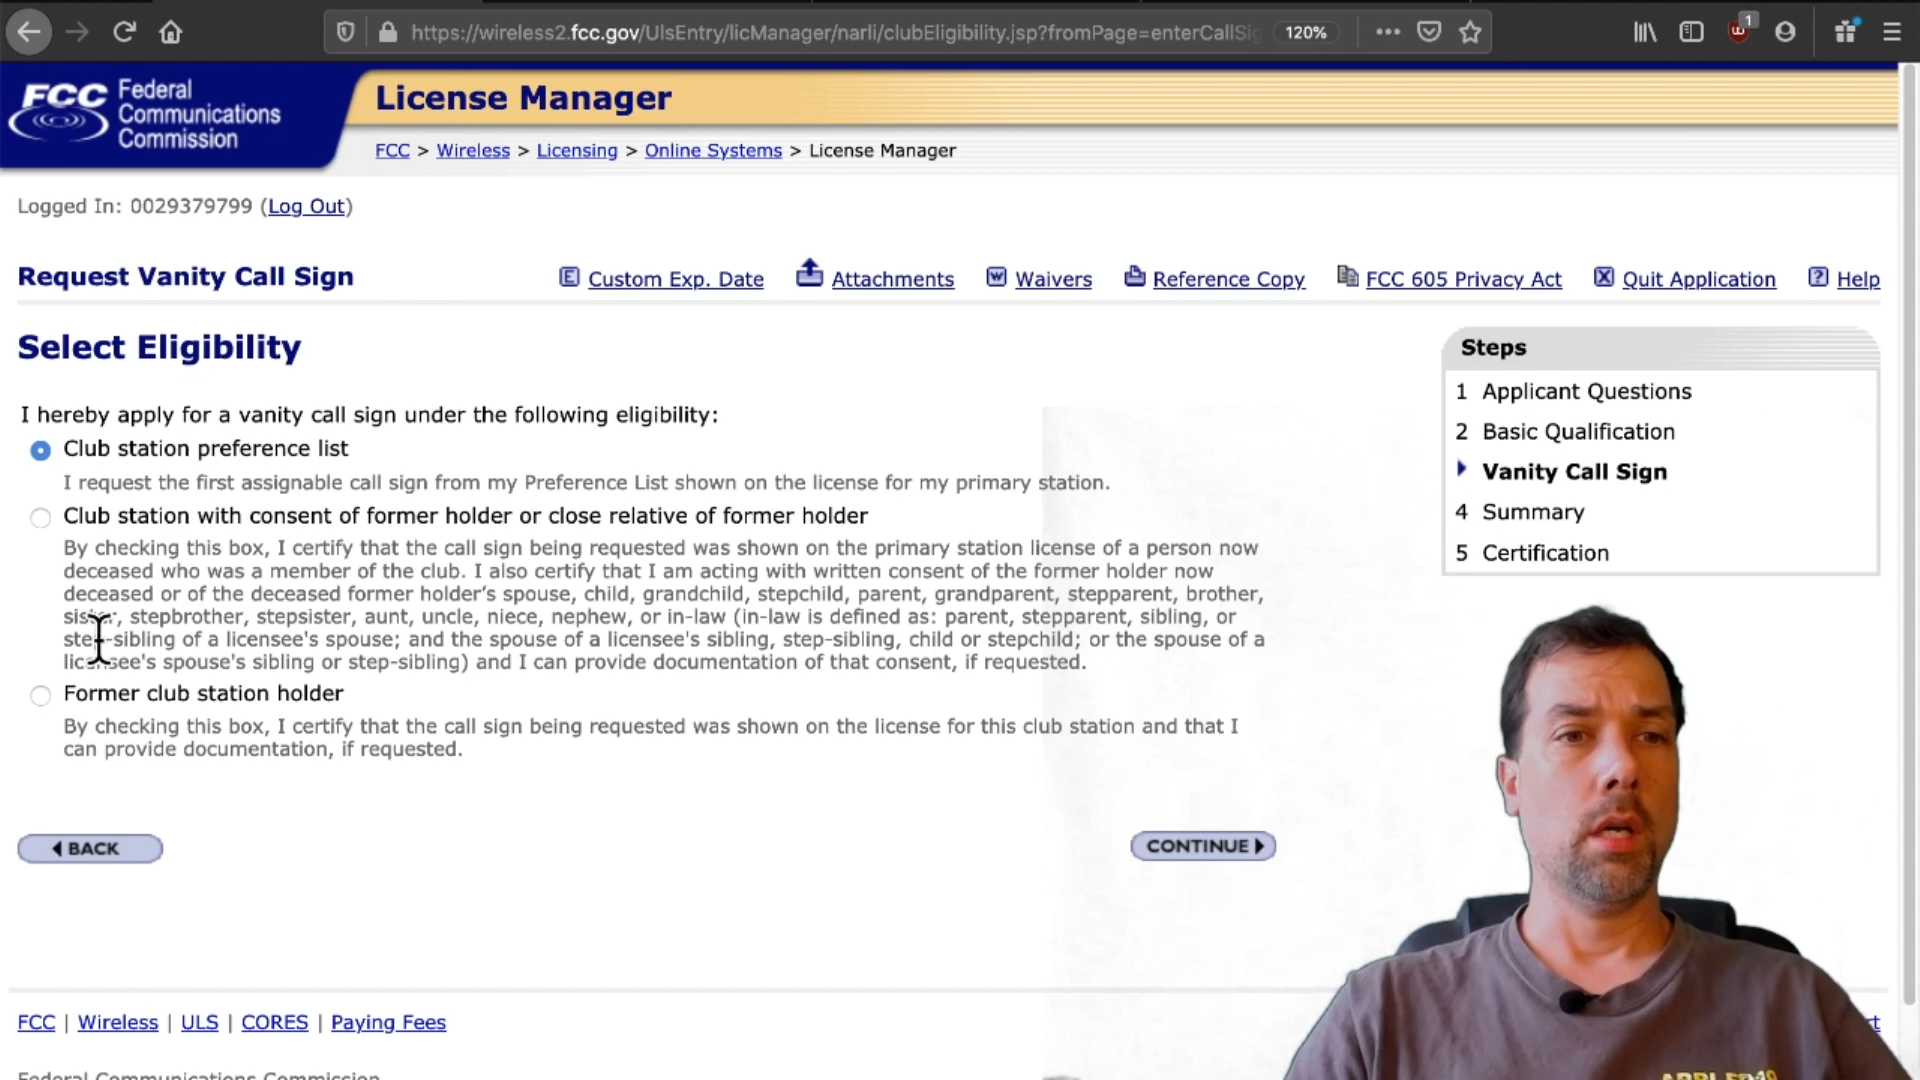 https://wireless2.fcc.gov/UlsEntry/licManager/narli/clubEligibility.jsp?fromPage=enterCallSi
120%
1
FCC
Federal
Communications
Commission
License Manager
FCC > Wireless > Licensing > Online Systems > License Manager
Logged In: 0029379799 (Log Out)
Request Vanity Call Sign
Custom Exp. Date
Attachments
Waivers
Reference Copy
FCC 605 Privacy Act
Quit Application
Help
Select Eligibility
I hereby apply for a vanity call sign under the following eligibility:
Club station preference list
I request the first assignable call sign from my Preference List shown on the license for my primary station.
Club station with consent of former holder or close relative of former holder
By checking this box, I certify that the call sign being requested was shown on the primary station license of a person now
deceased who was a member of the club. I also certify that I am acting with written consent of the former holder now
deceased or of the deceased former holder's spouse, child, grandchild, stepchild, parent, grandparent, stepparent, brother,
sister, stepbrother, stepsister, aunt, uncle, niece, nephew, or in-law (in-law is defined as: parent, stepparent, sibling, or
step-sibling of a licensee's spouse; and the spouse of a licensee's sibling, step-sibling, child or stepchild; or the spouse of a
licensee's spouse's sibling or step-sibling) and I can provide documentation of that consent, if requested.
Former club station holder
By checking this box, I certify that the call sign being requested was shown on the license for this club station and that I
can provide documentation, if requested.
BACK
CONTINUE
Steps
1 Applicant Questions
2 Basic Qualification
Vanity Call Sign
4 Summary
5 Certification
FCC | Wireless | ULS | CORES | Paying Fees
Federal Communications Commission